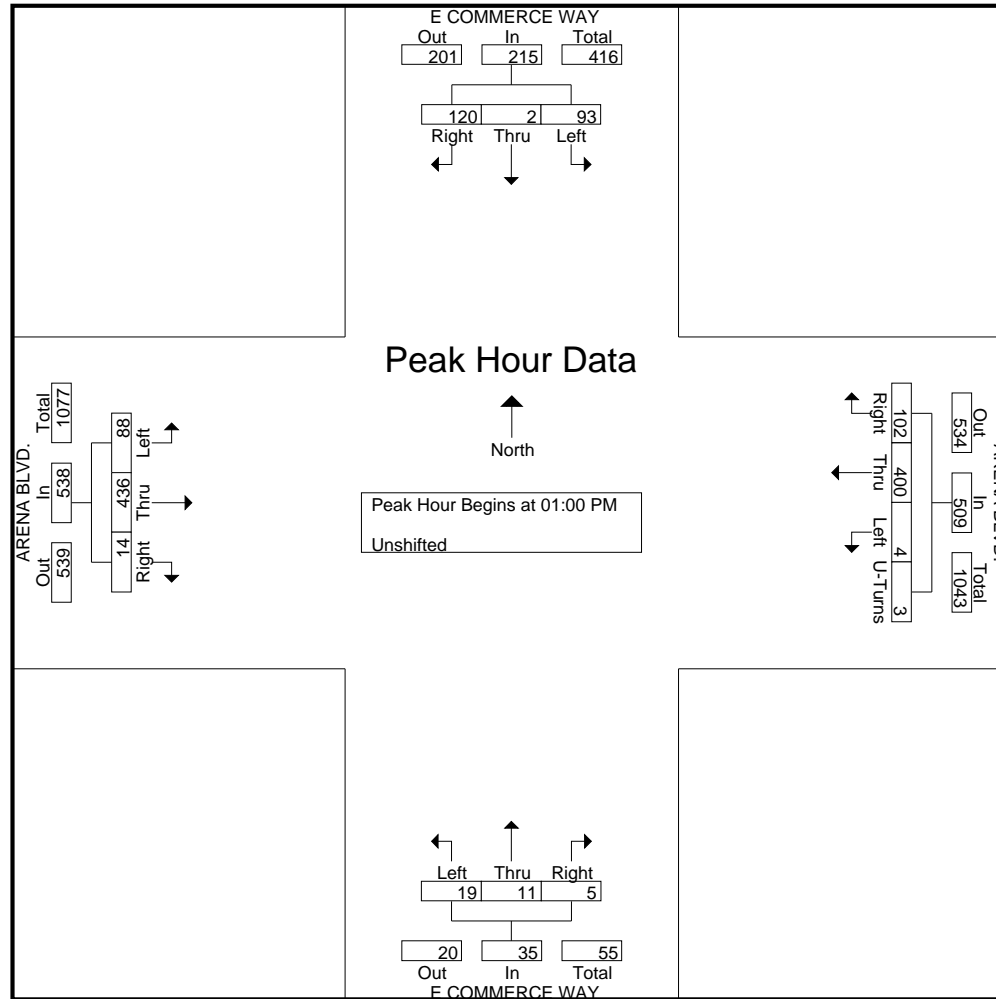 E COMMERCE WAY
Out In Total
201 215 416
120 2 93
Right Thru Left
Peak Hour Data
North
Peak Hour Begins at 01:00 PM
Unshifted
ARENA BLVD.
Total In Out
1077 538 539
88 436 14
Left Thru Right
Right Thru Left U-Turns
102 400 4 3
Out In Total
534 509 1043
Left Thru Right
19 11 5
20 35 55
Out In Total
E COMMERCE WAY